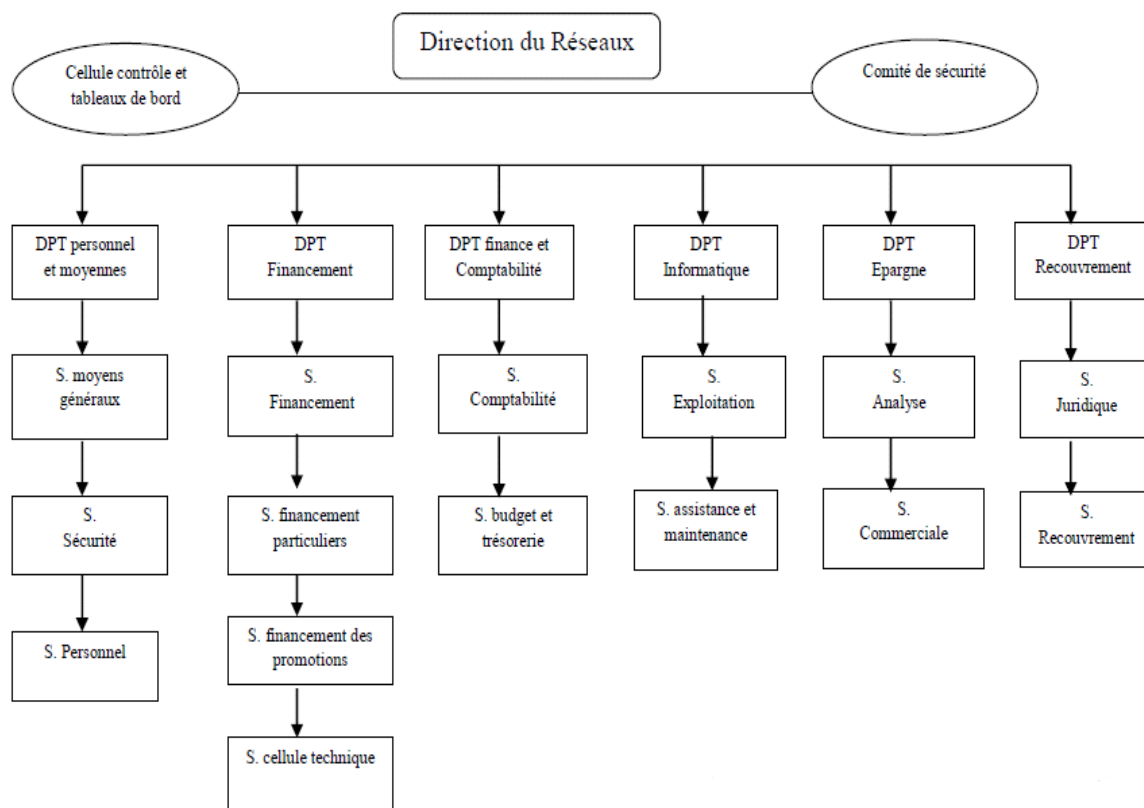 Direction du Réseaux
Cellule contrôle et
tableaux de bord
Comité de sécurité
DPT personnel
et moyennes
DPT
Financement
DPT finance et
Comptabilité
DPT
Informatique
DPT
Epargne
DPT
Recouvrement
S. moyens
généraux
S.
Financement
S.
Comptabilité
S.
Exploitation
S.
Analyse
S.
Juridique
S.
Sécurité
S. financement
particuliers
S. budget et
trésorerie
S. assistance et
maintenance
S.
Commerciale
S.
Recouvrement
S. Personnel
S. financement des
promotions
S. cellule technique